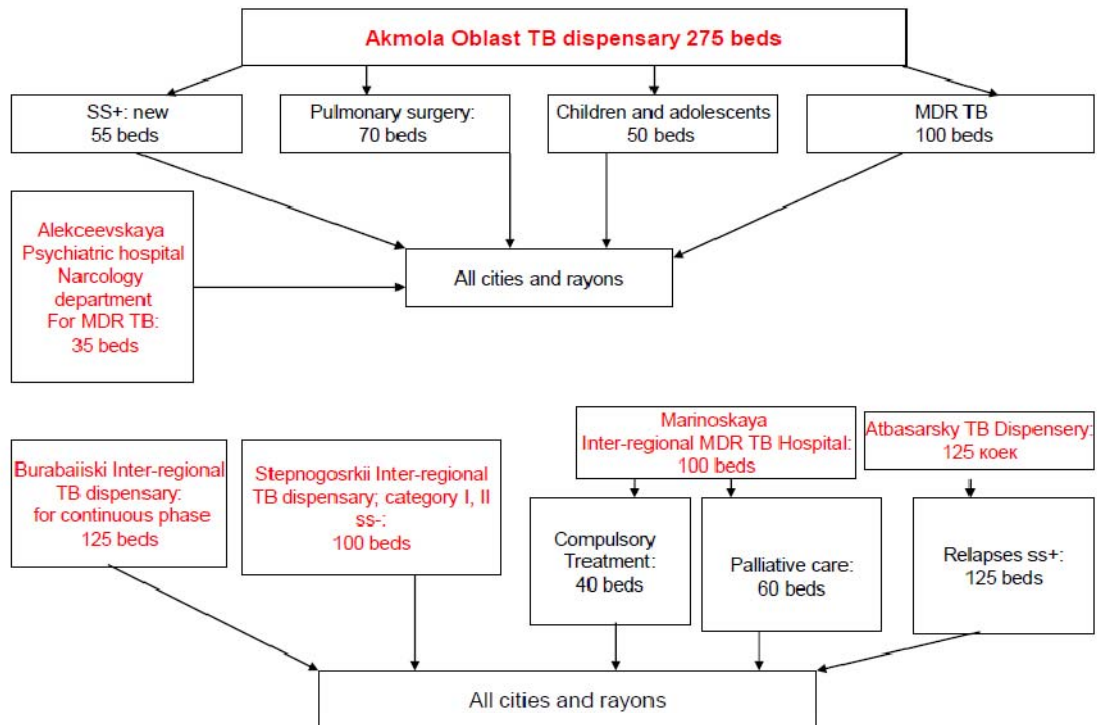 Akmola Oblast TB dispensary 275 beds
SS+: new
55 beds
Pulmonary surgery:
70 beds
Children and adolescents
50 beds
MDR TB
100 beds
Alekceevskaya
Psychiatric hospital
Narcology
department
For MDR TB:
35 beds
All cities and rayons
Burabaiiski Inter-regional
TB dispensary:
for continuous phase
125 beds
Stepnogosrkii Inter-regional
TB dispensary; category I, II
ss-:
100 beds
Marinoskaya
Inter-regional MDR TB Hospital:
100 beds
Atbasarsky TB Dispensery:
125 коек
Compulsory
Treatment:
40 beds
Palliative care:
60 beds
Relapses ss+:
125 beds
All cities and rayons